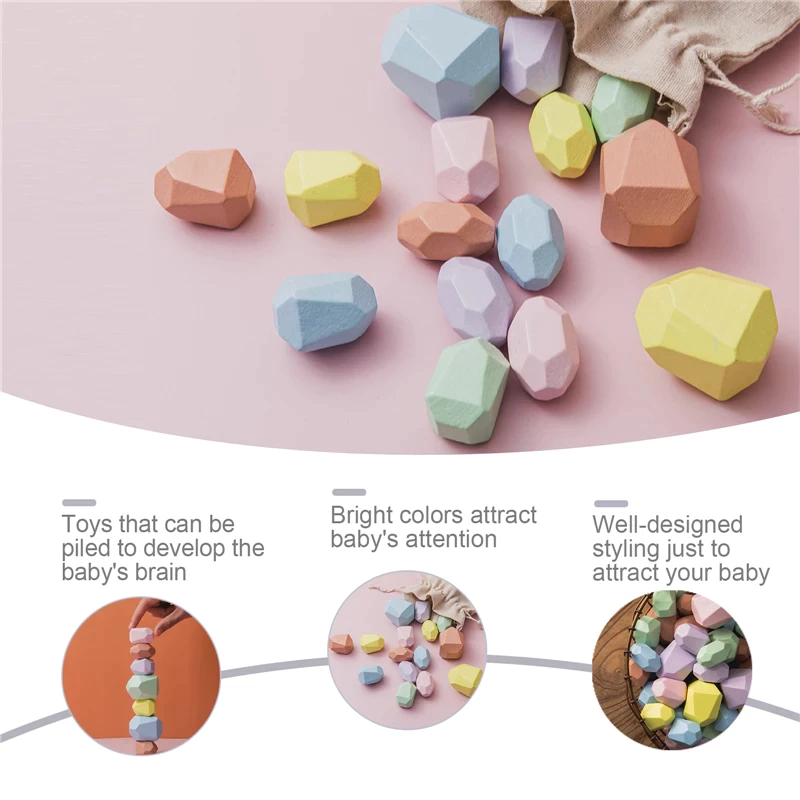 Toys that can be
piled to develop the
baby's brain
Bright colors attract
baby's attention
Well-designed
styling just to
attract your baby